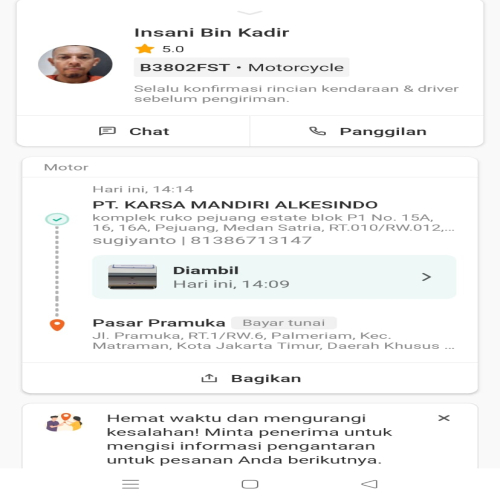 Insani Bin Kadir
5.0
B3802FST • Motorcycle
Selalu konfirmasi rincian kendaraan & driver
sebelum pengiriman.
Chat
Panggilan
Motor
Hari ini, 14:14
PT. KARSA MANDIRI ALKESINDO
komplek ruko pejuang estate blok P1 No. 15A,
16, 16A, Pejuang, Medan Satria, RT.010/RW.012,...
sugiyanto | 81386713147
Diambil
Hari ini, 14:09
Pasar Pramuka Bayar tunai
Jl. Pramuka, RT.1/RW.6, Palmeriam, Kec.
Matraman, Kota Jakarta Timur, Daerah Khusus ...
Bagikan
Hemat waktu dan mengurangi
kesalahan! Minta penerima untuk
mengisi informasi pengantaran
untuk pesanan Anda berikutnya.